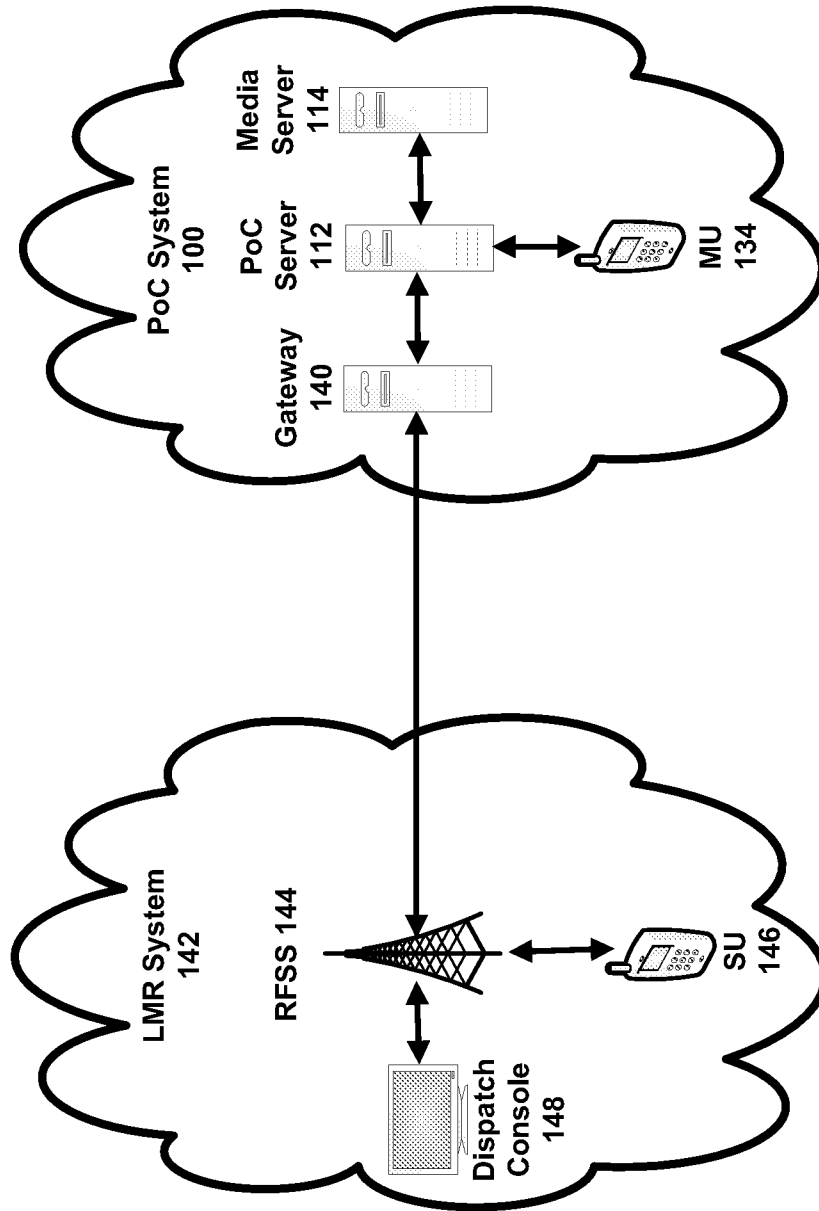 LMR System
142
RFSS 144
Dispatch
Console
148
SU
146
PoC System
100
Gateway
140
PoC
Server
112
Media
Server
114
MU
134